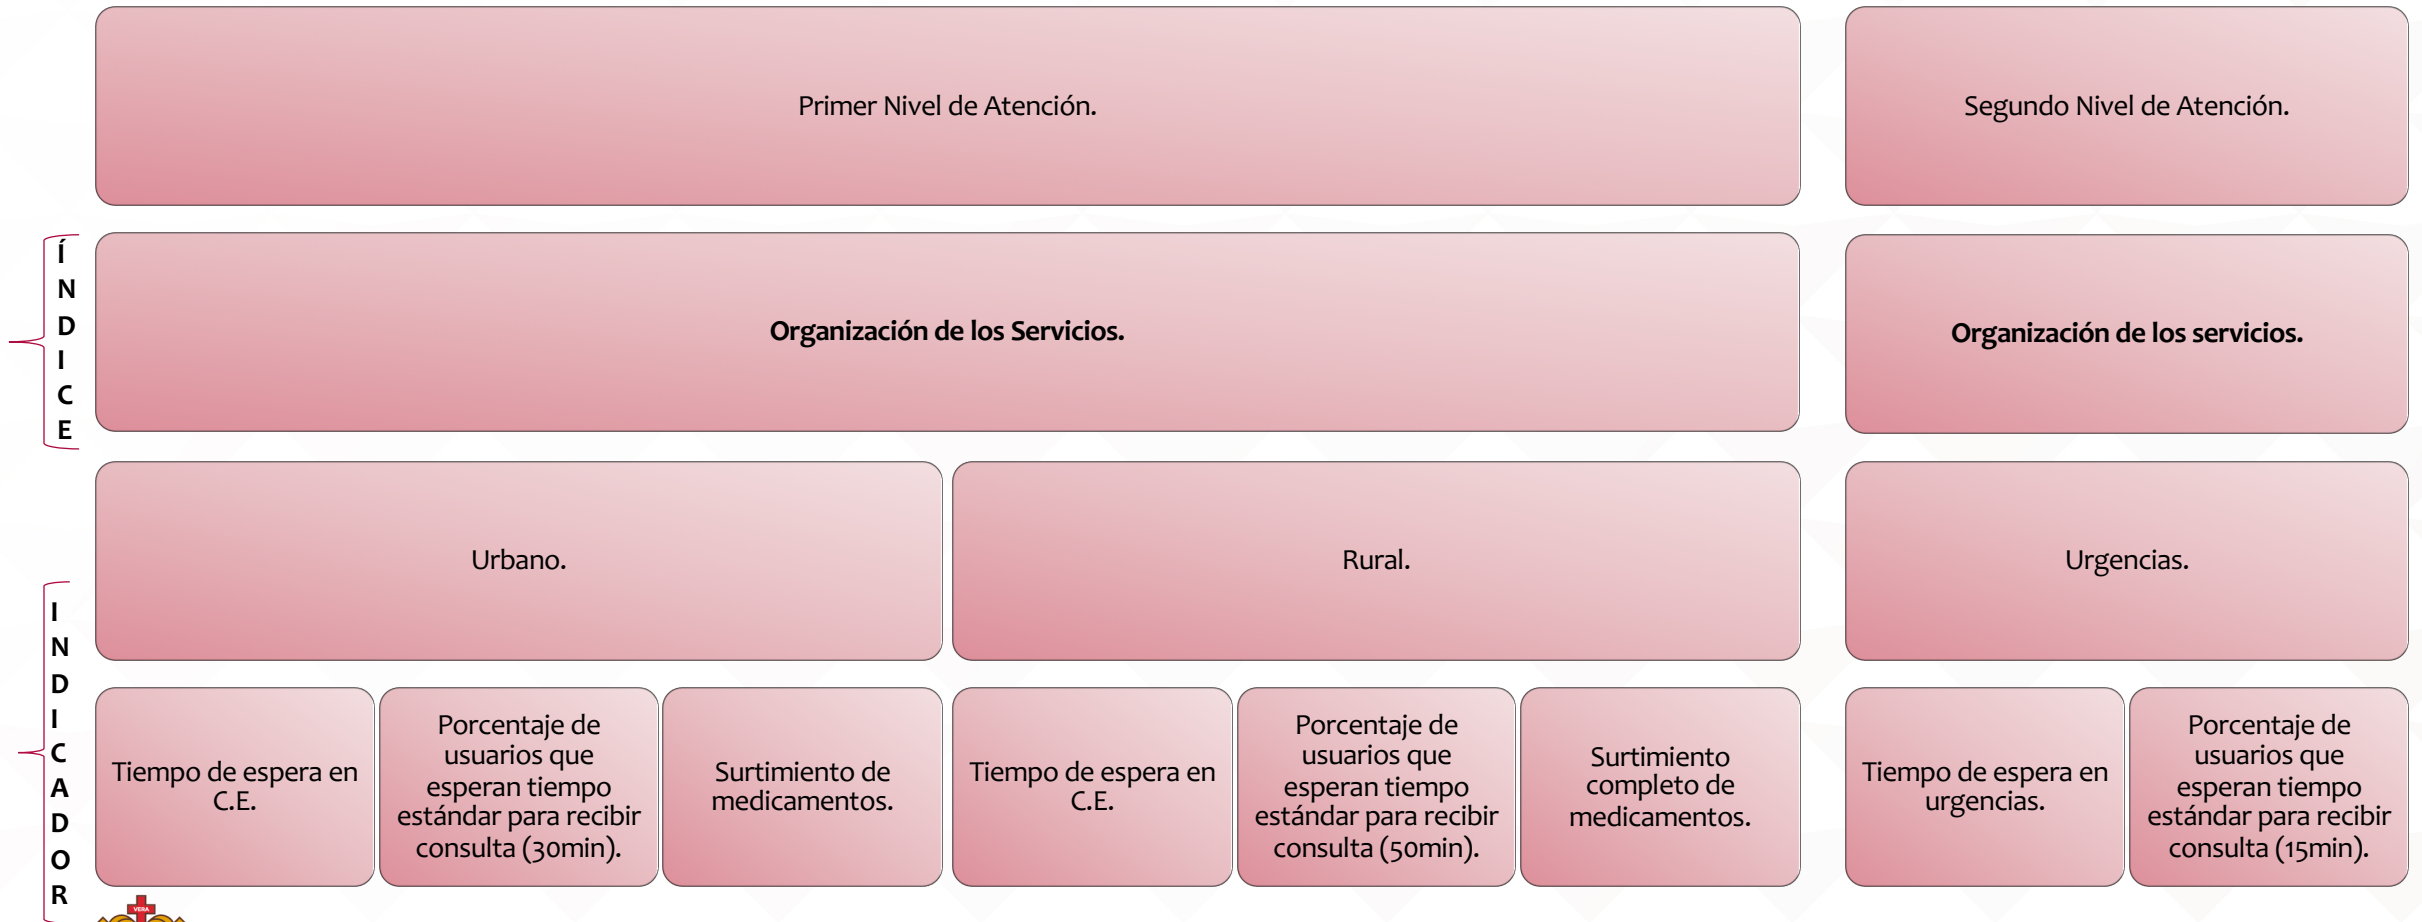 Primer Nivel de Atención.
Segundo Nivel de Atención.
ÍNDICE
Organización de los Servicios.
Organización de los servicios.
Urbano.
Rural.
Urgencias.
INDICADOR
Tiempo de espera en
C.E.
Porcentaje de
usuarios que
esperan tiempo
estándar para recibir
consulta (30min).
Surtimiento de
medicamentos.
Tiempo de espera en
C.E.
Porcentaje de
usuarios que
esperan tiempo
estándar para recibir
consulta (50min).
Surtimiento
completo de
medicamentos.
Tiempo de espera en
urgencias.
Porcentaje de
usuarios que
esperan tiempo
estándar para recibir
consulta (15min).
VERA